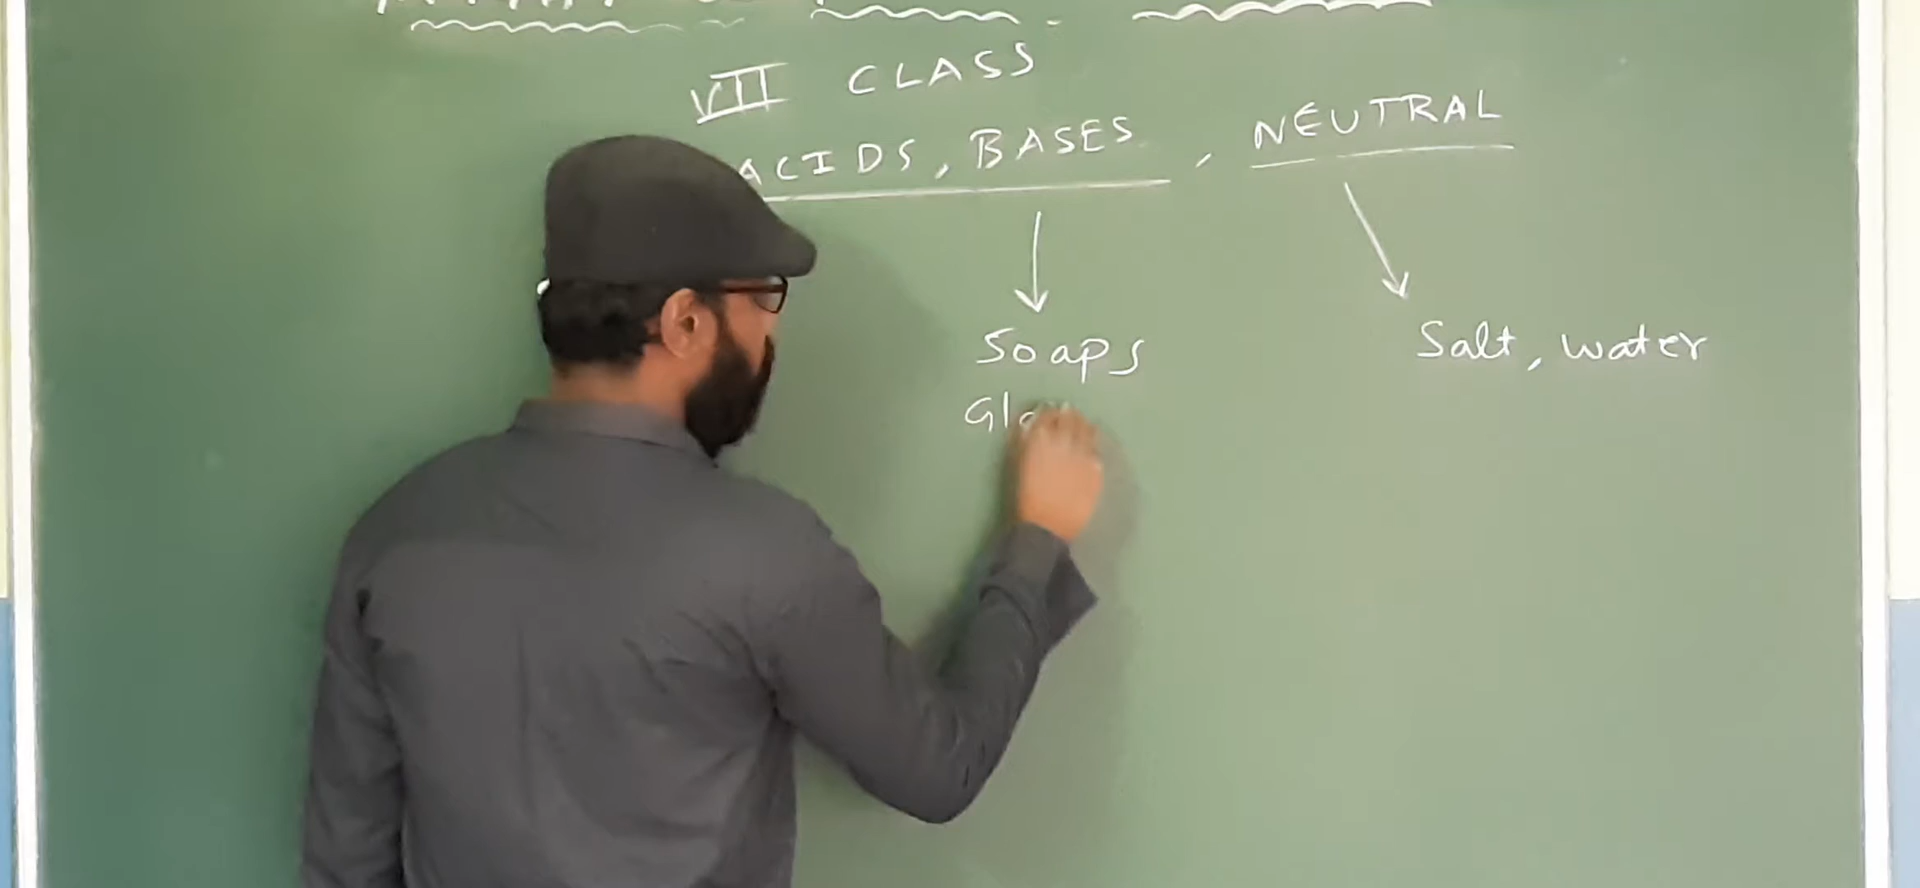 VII CLASS
ACIDS, BASES, NEUTRAL
Soaps
Salt, water